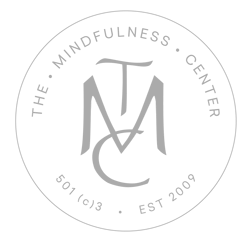 THE • MINDFULNESS • CENTER
TMC
501 (c)3 • EST 2009